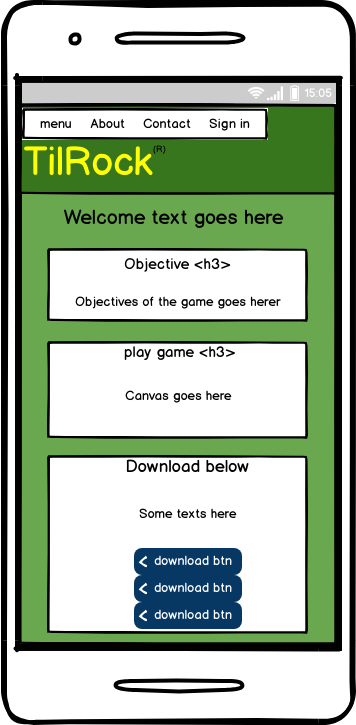 15:05
menu About Contact Sign in
TilRock{R}
Welcome text goes here
Objective <h3>
Objectives of the game goes herer
play game <h3>
Canvas goes here
Download below
Some texts here
download btn
download btn
download btn